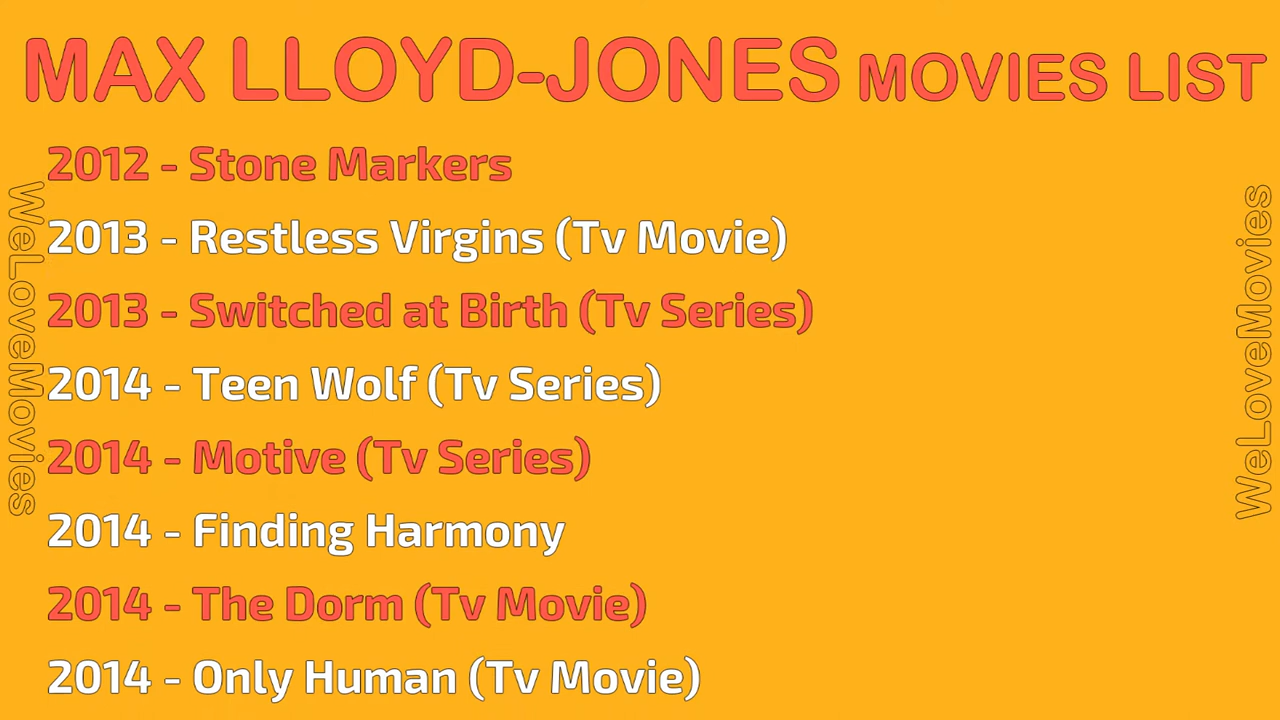 MAX LLOYD-JONES MOVIES LIST
2012 - Stone Markers
2013 - Restless Virgins (Tv Movie)
2013 - Switched at Birth (Tv Series)
2014 - Teen Wolf (Tv Series)
2014 - Motive (Tv Series)
2014 - Finding Harmony
2014 - The Dorm (Tv Movie)
2014 - Only Human (Tv Movie)
WeLoveMovies
WeLoveMovies